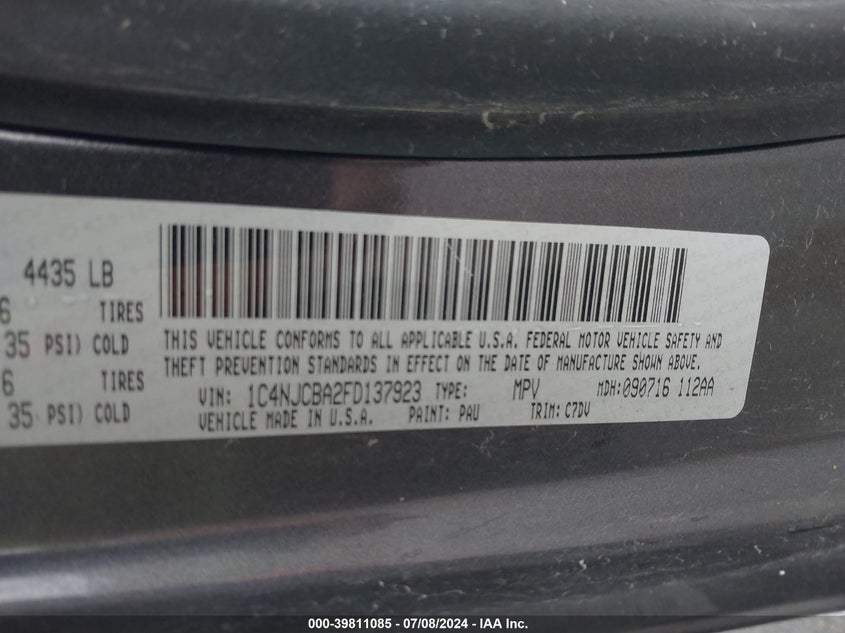 4435 LB
6 TIRES
35 PSI) COLD
6 TIRES
35 PSI) COLD
THIS VEHICLE CONFORMS TO ALL APPLICABLE U.S.A. FEDERAL MOTOR VEHICLE SAFETY AND
THEFT PREVENTION STANDARDS IN EFFECT ON THE DATE OF MANUFACTURE SHOWN ABOVE.
VIN: 1C4NJCBA2FD137923 TYPE: MPV MDH:090716 112AA
VEHICLE MADE IN U.S.A. PAINT: PAU TRIM: C7DV
000-39811085 - 07/08/2024 - IAA Inc.